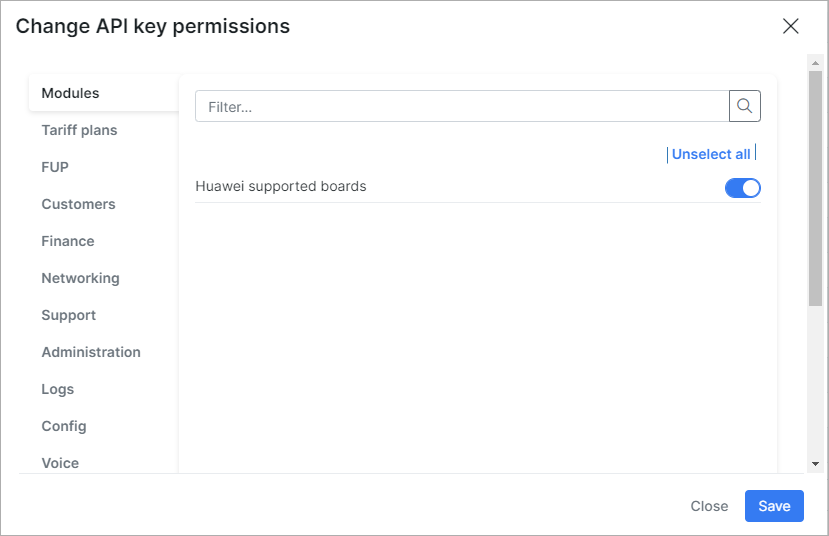 Change API key permissions
Modules
Tariff plans
FUP
Customers
Finance
Networking
Support
Administration
Logs
Config
Voice
Filter...
Unselect all
Huawei supported boards
Close
Save